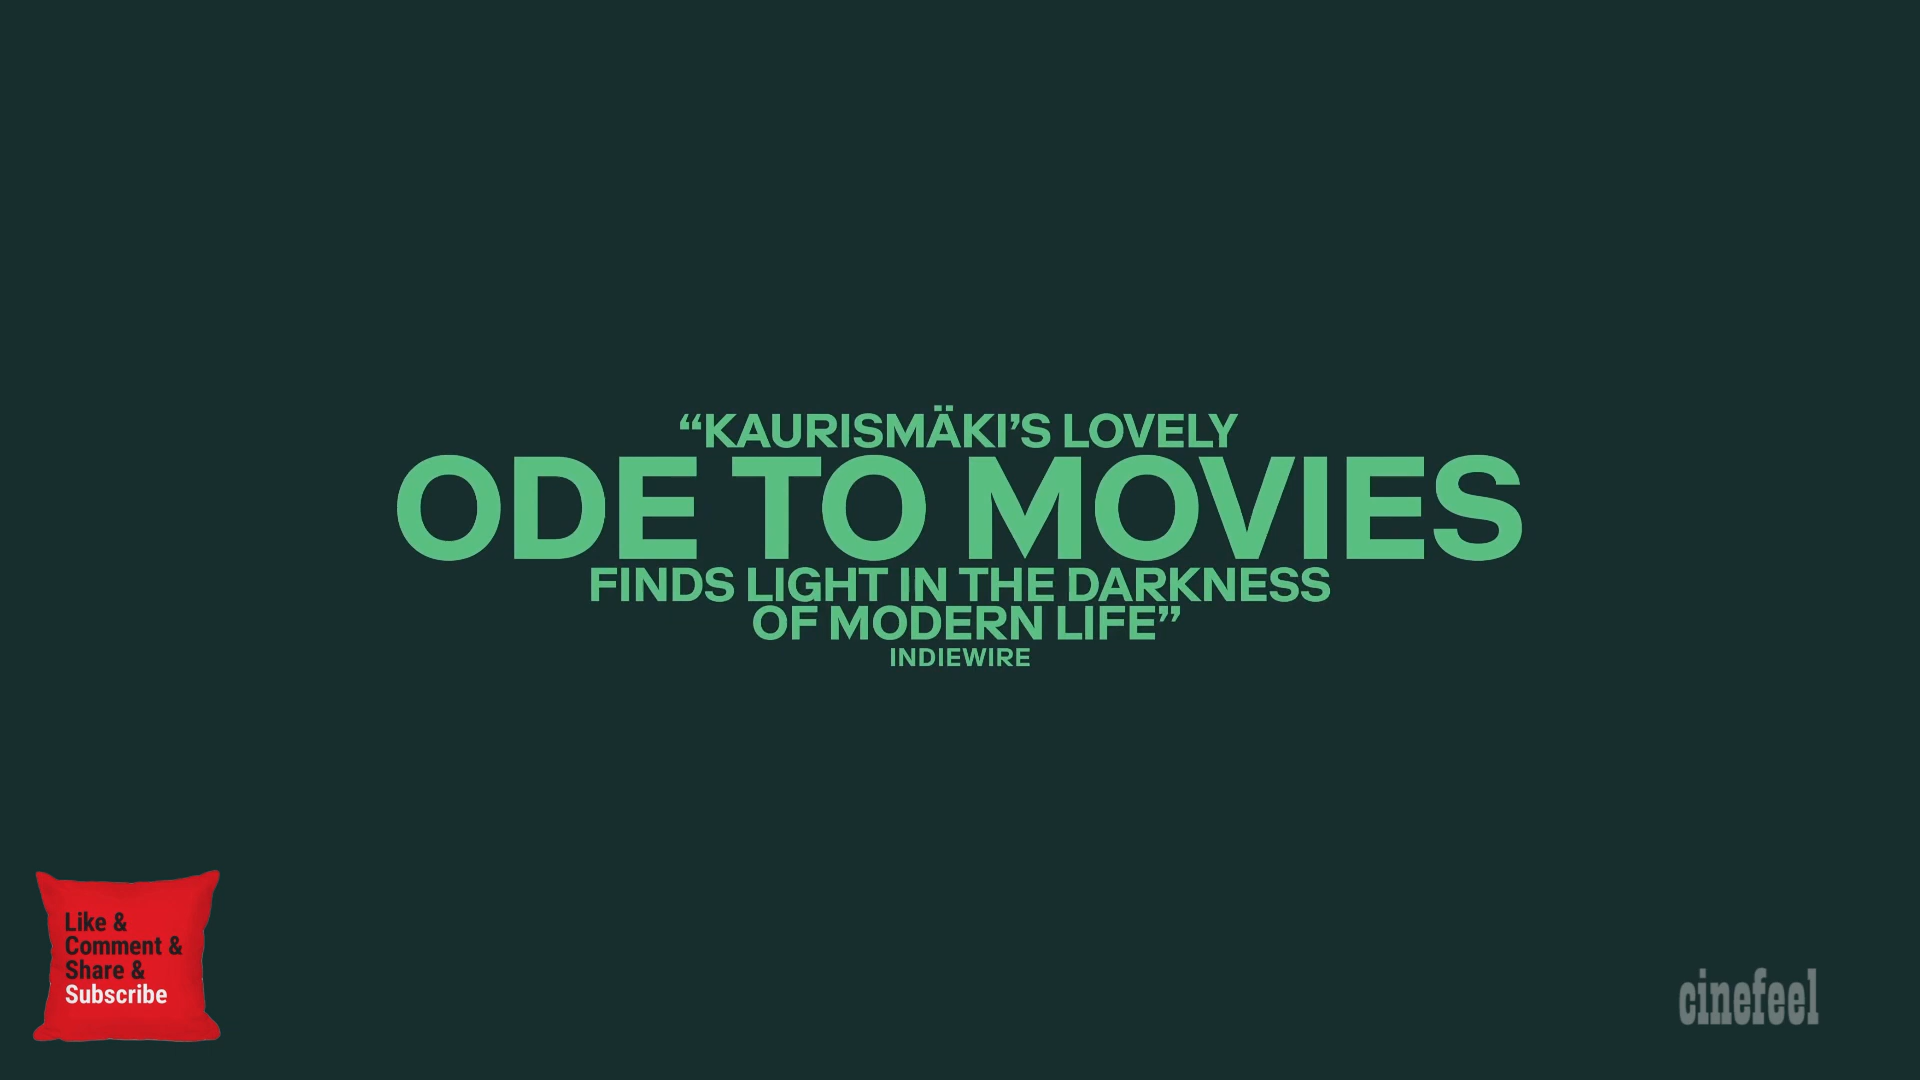 “KAURISMÄKI’S LOVELY
ODE TO MOVIES
FINDS LIGHT IN THE DARKNESS
OF MODERN LIFE”
INDIEWIRE
Like &
Comment &
Share &
Subscribe
cinefeel